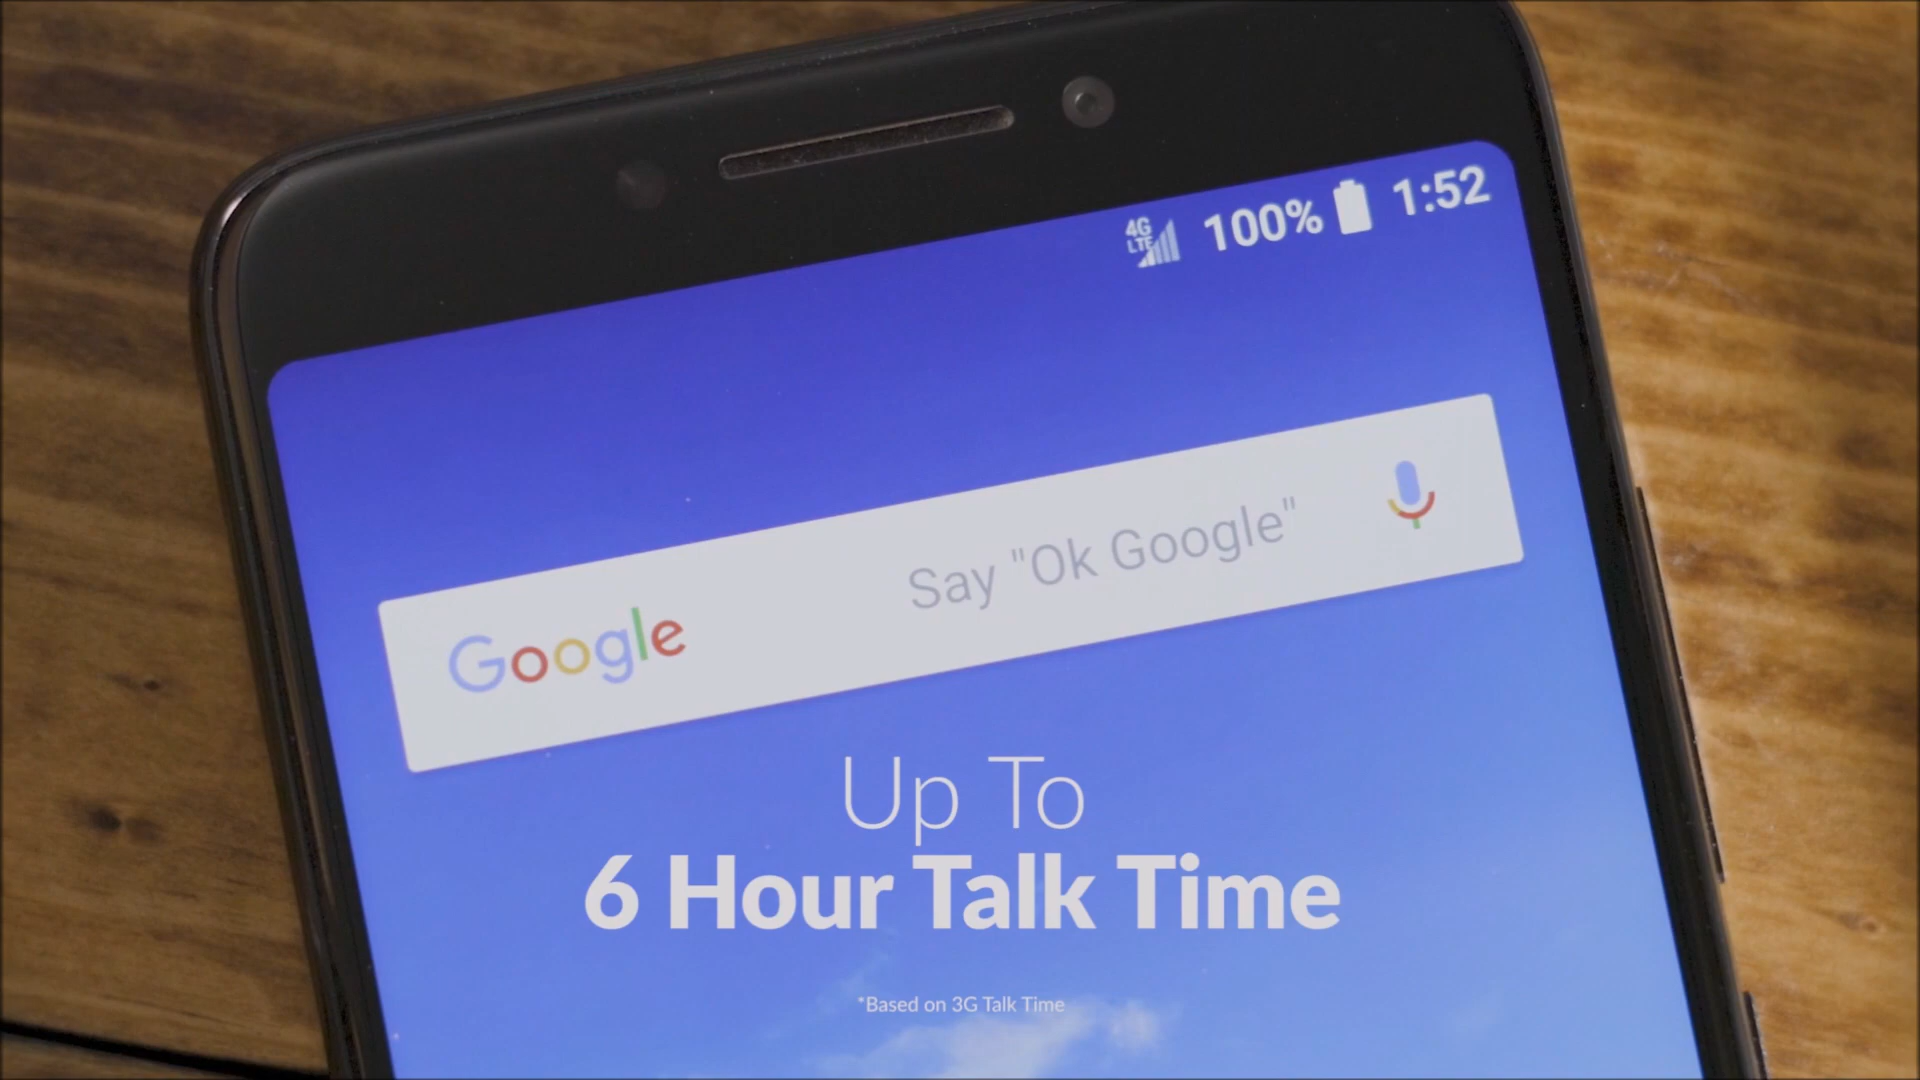 4G LTE 100% 1:52
Google Say "Ok Google"
Up To
6 Hour Talk Time
*Based on 3G Talk Time